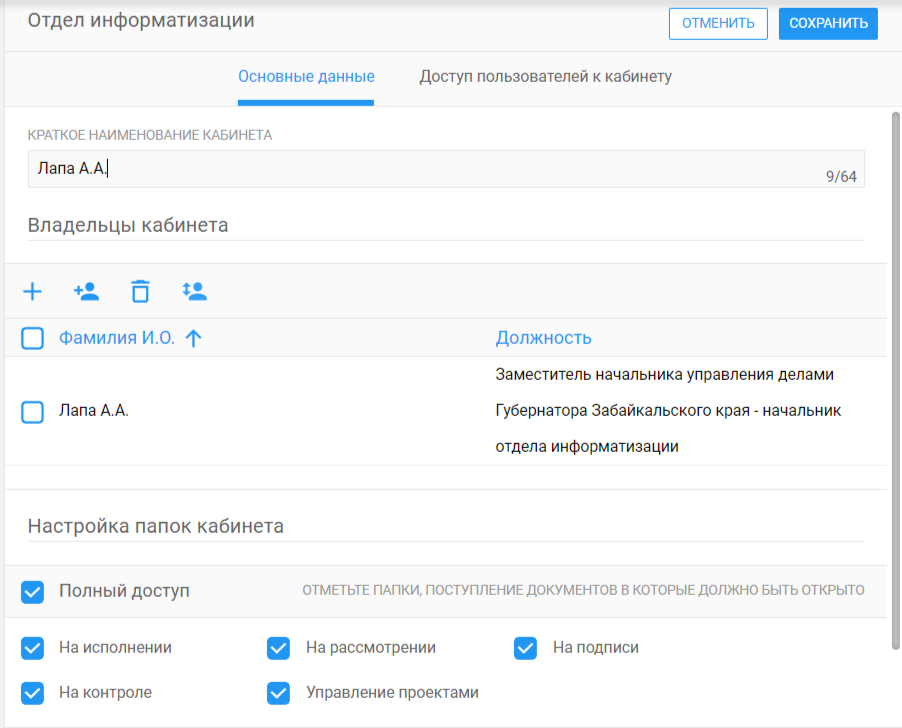 Отдел информатизации
ОТМЕНИТЬ
СОХРАНИТЬ
Основные данные
Доступ пользователей к кабинету
КРАТКОЕ НАИМЕНОВАНИЕ КАБИНЕТА
Лапа А.А.
9/64
Владельцы кабинета
Фамилия И.О.
Должность
Лапа А.А.
Заместитель начальника управления делами
Губернатора Забайкальского края - начальник
отдела информатизации
Настройка папок кабинета
Полный доступ
ОТМЕТЬТЕ ПАПКИ, ПОСТУПЛЕНИЕ ДОКУМЕНТОВ В КОТОРЫЕ ДОЛЖНО БЫТЬ ОТКРЫТО
На исполнении
На рассмотрении
На подписи
На контроле
Управление проектами